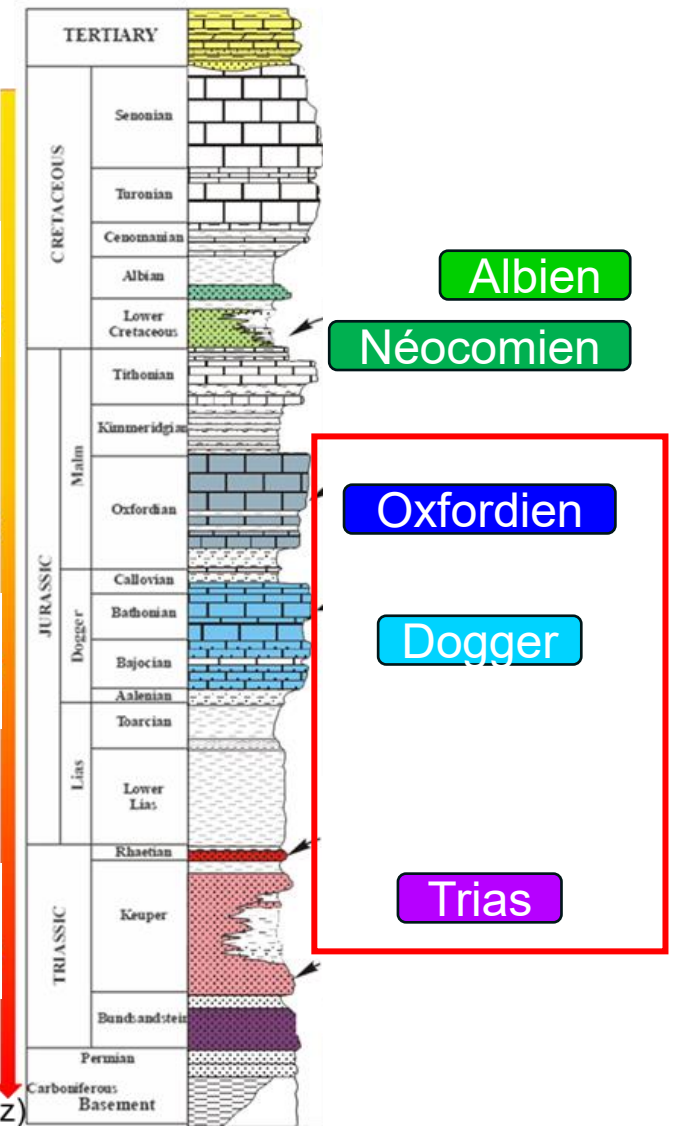 TERTIARY
CRETACEOUS
Senonian
Turonian
Cenomanian
Albian
Lower
Cretaceous
JURASSIC
Malm
Tithonian
Kimmeridgian
Oxfordian
Dogger
Callovian
Bathonian
Bajocian
Aalenian
Lias
Toarcian
Lower
Lias
TRIASSIC
Rhaetian
Keuper
Bundsandstein
Permian
Carboniferous
Basement
z)
Albien
Néocomien
Oxfordien
Dogger
Trias